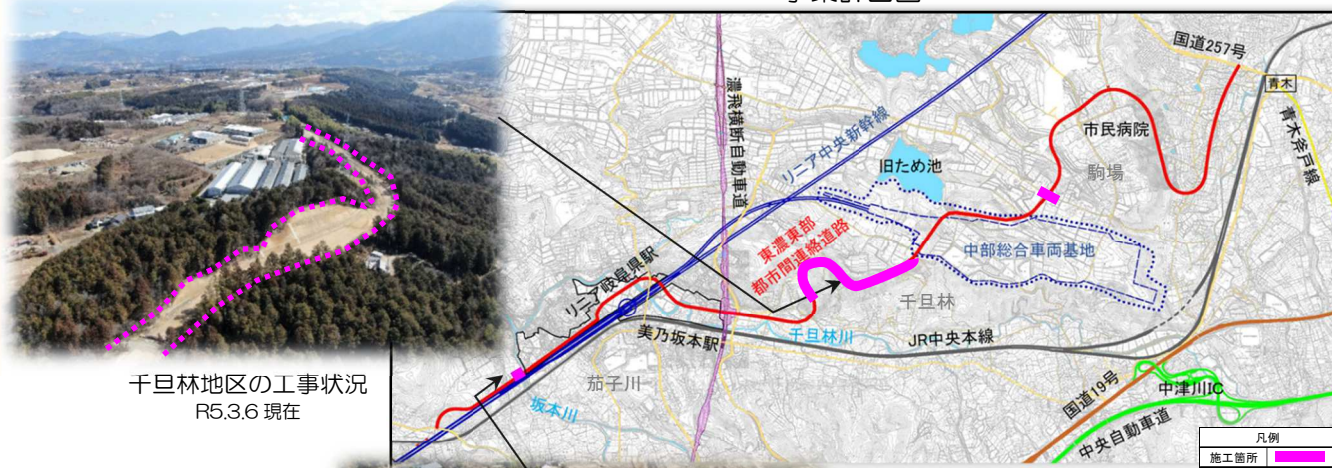 国道257号
青木
青木斧戸線
市民病院
駒場
濃飛横断自動車道
リニア中央新幹線
旧ため池
東濃東部
都市間連絡道路
中部総合車両基地
リニア岐阜県駅
千旦林
千旦林川
美乃坂本駅
JR中央本線
千旦林地区の工事状況
R5.3.6 現在
茄子川
坂本川
国道19号
中津川IC
中央自動車道
凡例
施工箇所